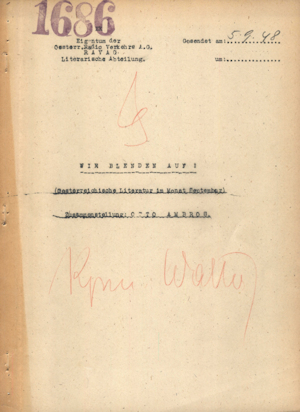 1686
Eigentum der
Oesterr.Radio Verkehrs A.G.
R A V A G
Literarische Abteilung.
Gesendet am: 5.9.48
um:
WIR BLENDEN AUF !
(Oesterreichische Literatur im Monat September)
Zusammenstellung: OTTO AMBROS.